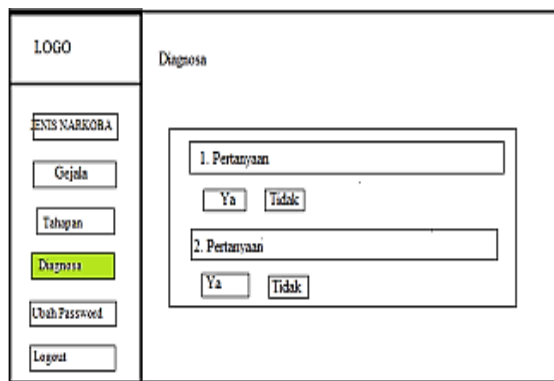 LOGO
Diagnosa
JENIS NARKOBA
Gejala
Tahapan
Diagnosa
Ubah Password
Logout
1. Pertanyaan
Ya Tidak
2. Pertanyaan
Ya Tidak